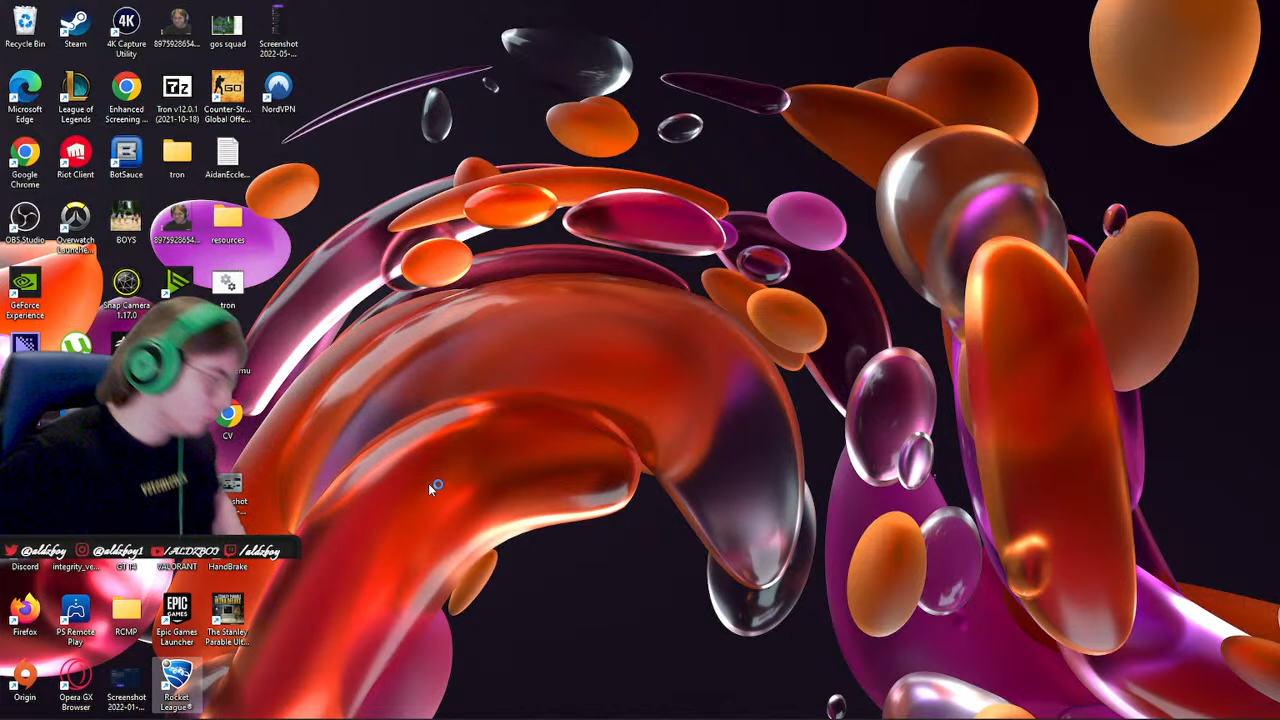 Recycle Bin
Steam
4K
4K Capture
Utility
8975928654...
gos squad
Screenshot
2022-05-...
Microsoft
Edge
League of
Legends
Enhanced
Screening ...
7z
Tron v12.0.1
(2021-10-18)
GO
Counter-Str...
Global Offe...
NordVPN
Google
Chrome
Riot Client
BotSauce
tron
AidanEccle...
OBS Studio
Overwatch
Launche...
BOYS
8975928654...
resources
GeForce
Experience
Snap Camera
1.17.0
tron
CV
@aldzboy
@aldzboy1
/ALDZBOY
/aldzboy
Discord
integrity_ve...
VALORANT
HandBrake
Firefox
PS Remote
Play
RCMP
EPIC
GAMES
Epic Games
Launcher
The Stanley
Parable Ult...
Origin
Opera GX
Browser
Screenshot
2022-01-...
Rocket
League®